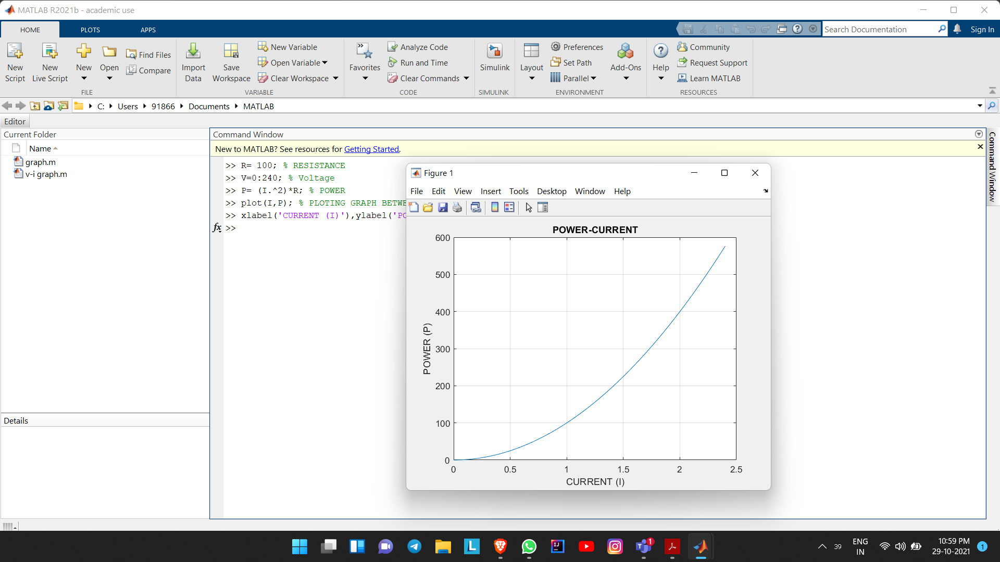 MATLAB R2021b - academic use
HOME PLOTS APPS
Search Documentation
Sign In
New Script
New Live Script
New
Open
Find Files
Compare
FILE
Import Data
Save Workspace
New Variable
Open Variable
Clear Workspace
VARIABLE
Favorites
Analyze Code
Run and Time
Clear Commands
CODE
Simulink
SIMULINK
Layout
Preferences
Set Path
Parallel
Add-Ons
ENVIRONMENT
Help
Community
Request Support
Learn MATLAB
RESOURCES
C: Users 91866 Documents MATLAB
Editor
Current Folder
Name
graph.m
v-i graph.m
Details
Command Window
New to MATLAB? See resources for Getting Started.
>> R= 100; % RESISTANCE
>> V=0:240; % Voltage
>> P= (I.^2)*R; % POWER
>> plot(I,P); % PLOTING GRAPH BETWE
>> xlabel('CURRENT (I)'),ylabel('PO
fx >>
Command Window
Figure 1
File Edit View Insert Tools Desktop Window Help
POWER-CURRENT
600
500
400
300
200
100
0
POWER (P)
0 0.5 1 1.5 2 2.5
CURRENT (I)
L
IJ
T
1
39
ENG
IN
10:59 PM
29-10-2021
1